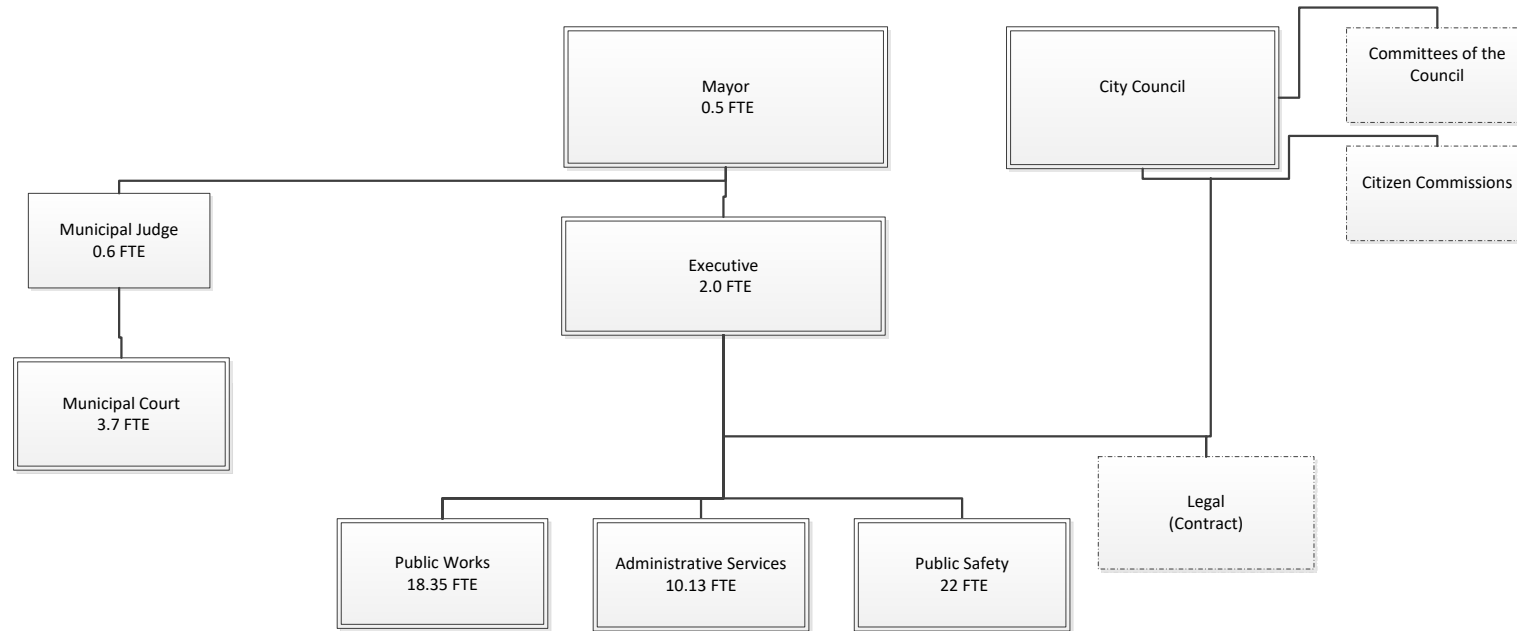 Mayor
0.5 FTE
City Council
Committees of the
Council
Citizen Commissions
Municipal Judge
0.6 FTE
Executive
2.0 FTE
Municipal Court
3.7 FTE
Legal
(Contract)
Public Works
18.35 FTE
Administrative Services
10.13 FTE
Public Safety
22 FTE